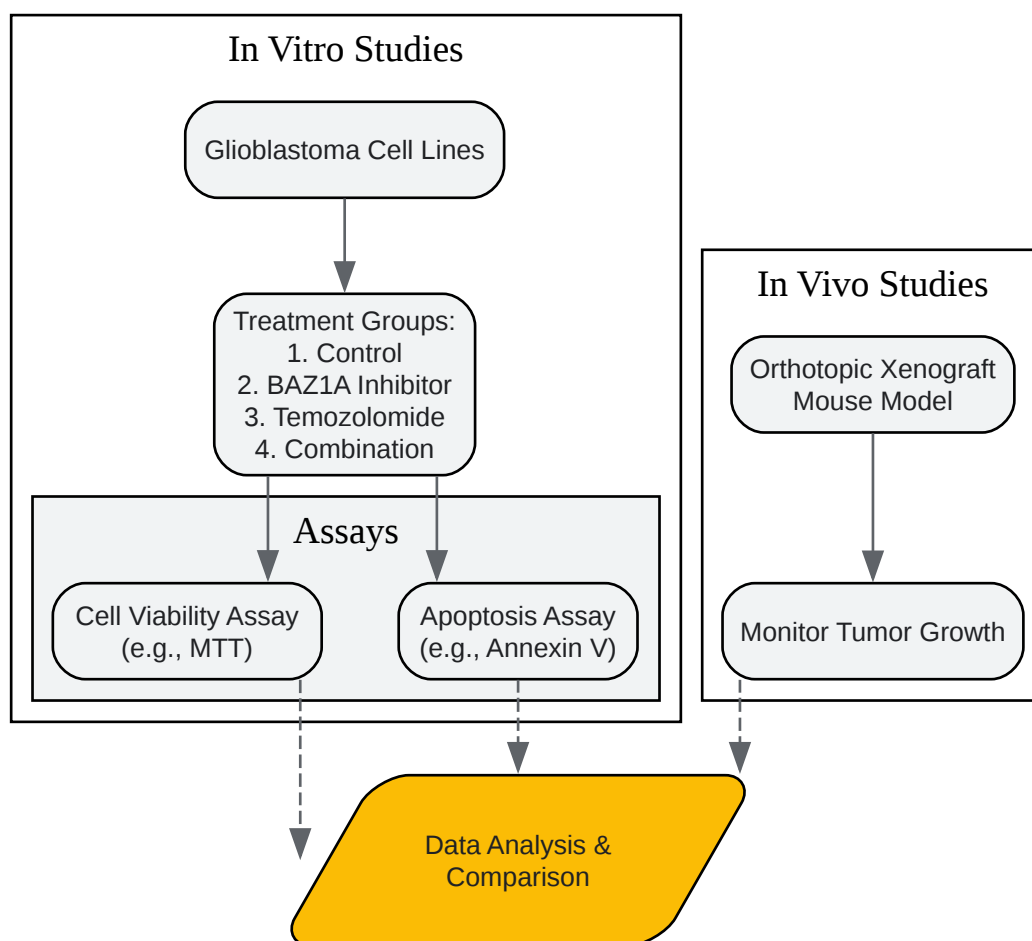 In Vitro Studies
Glioblastoma Cell Lines
Treatment Groups:
1. Control
2. BAZ1A Inhibitor
3. Temozolomide
4. Combination
Assays
Cell Viability Assay
(e.g., MTT)
Apoptosis Assay
(e.g., Annexin V)
In Vivo Studies
Orthotopic Xenograft
Mouse Model
Monitor Tumor Growth
Data Analysis &
Comparison